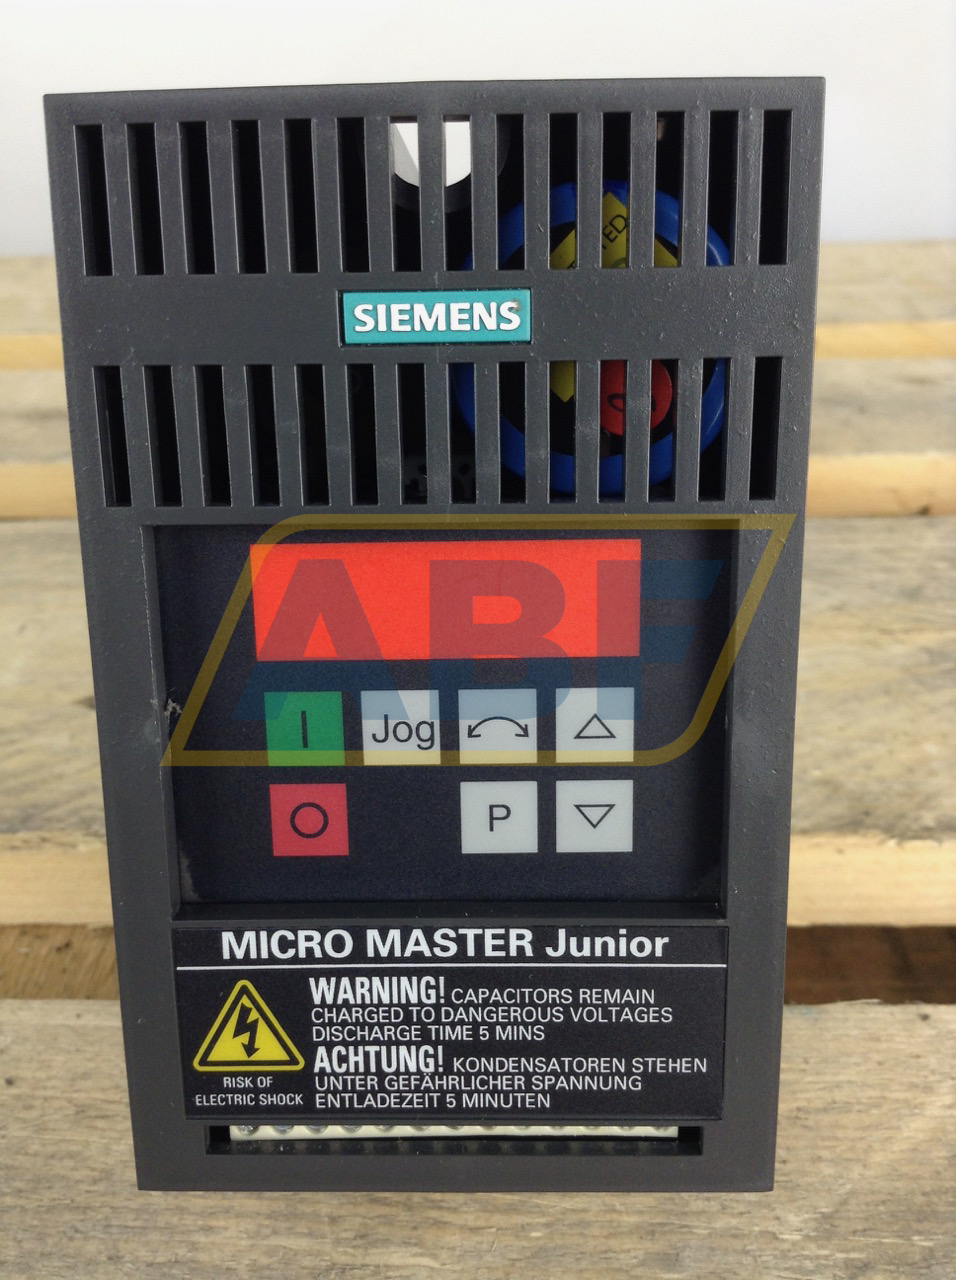 SIEMENS
ABF
I
Jog
O
P
MICRO MASTER Junior
WARNING! CAPACITORS REMAIN
CHARGED TO DANGEROUS VOLTAGES
DISCHARGE TIME 5 MINS
ACHTUNG! KONDENSATOREN STEHEN
UNTER GEFÄHRLICHER SPANNUNG
ENTLADEZEIT 5 MINUTEN
RISK OF
ELECTRIC SHOCK